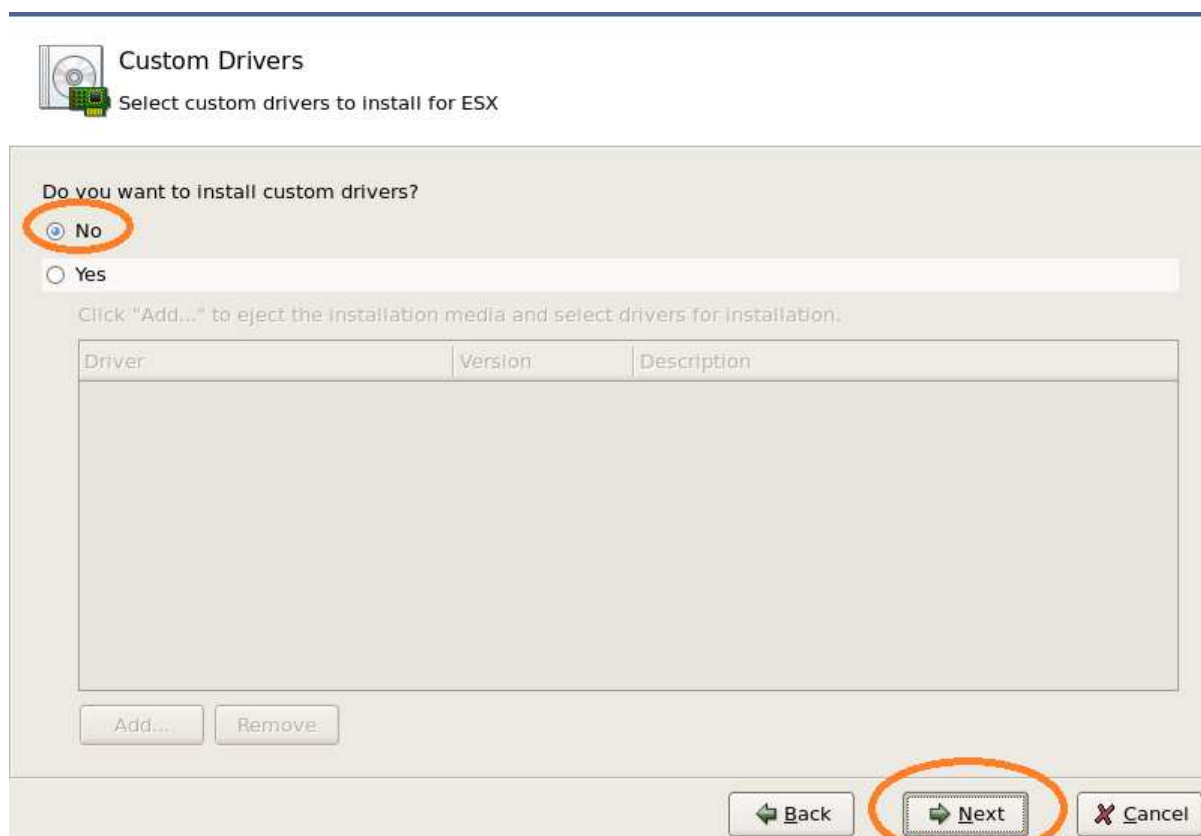 Custom Drivers
Select custom drivers to install for ESX
Do you want to install custom drivers?
No
Yes
Click "Add..." to eject the installation media and select drivers for installation.
Driver Version Description
Add... Remove
Back Next Cancel